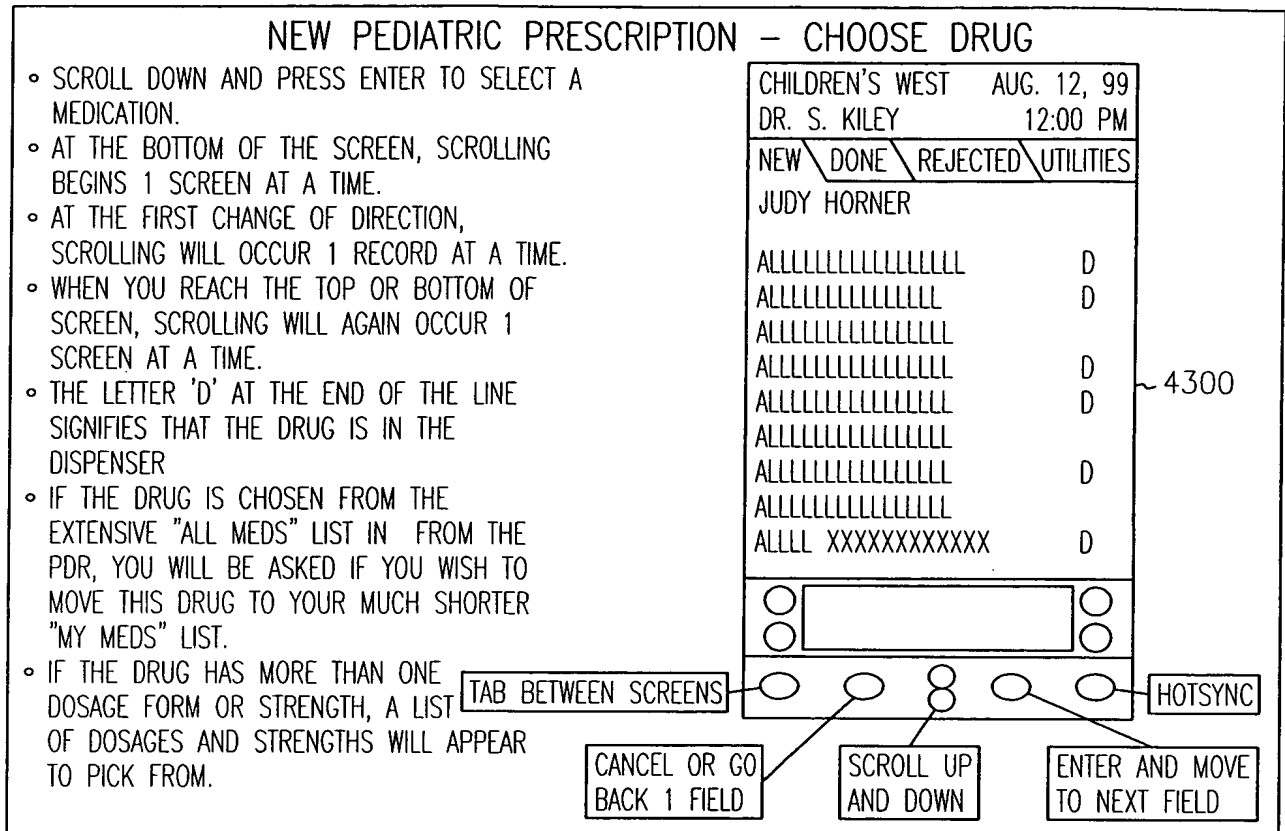 NEW PEDIATRIC PRESCRIPTION – CHOOSE DRUG
∘ SCROLL DOWN AND PRESS ENTER TO SELECT A
MEDICATION.
∘ AT THE BOTTOM OF THE SCREEN, SCROLLING
BEGINS 1 SCREEN AT A TIME.
∘ AT THE FIRST CHANGE OF DIRECTION,
SCROLLING WILL OCCUR 1 RECORD AT A TIME.
∘ WHEN YOU REACH THE TOP OR BOTTOM OF
SCREEN, SCROLLING WILL AGAIN OCCUR 1
SCREEN AT A TIME.
∘ THE LETTER 'D' AT THE END OF THE LINE
SIGNIFIES THAT THE DRUG IS IN THE
DISPENSER
∘ IF THE DRUG IS CHOSEN FROM THE
EXTENSIVE "ALL MEDS" LIST IN FROM THE
PDR, YOU WILL BE ASKED IF YOU WISH TO
MOVE THIS DRUG TO YOUR MUCH SHORTER
"MY MEDS" LIST.
∘ IF THE DRUG HAS MORE THAN ONE
DOSAGE FORM OR STRENGTH, A LIST
OF DOSAGES AND STRENGTHS WILL APPEAR
TO PICK FROM.
CHILDREN'S WEST AUG. 12, 99
DR. S. KILEY 12:00 PM
NEW DONE REJECTED UTILITIES
JUDY HORNER
ALLLLLLLLLLLLLLLLL D
ALLLLLLLLLLLLLLL D
ALLLLLLLLLLLLLLLL
ALLLLLLLLLLLLLLLL D
ALLLLLLLLLLLLLLLL D
ALLLLLLLLLLLLLLLL
ALLLLLLLLLLLLLLLL D
ALLLLLLLLLLLLLLLL
ALLLL XXXXXXXXXXXX D
4300
TAB BETWEEN SCREENS
HOTSYNC
CANCEL OR GO
BACK 1 FIELD
SCROLL UP
AND DOWN
ENTER AND MOVE
TO NEXT FIELD